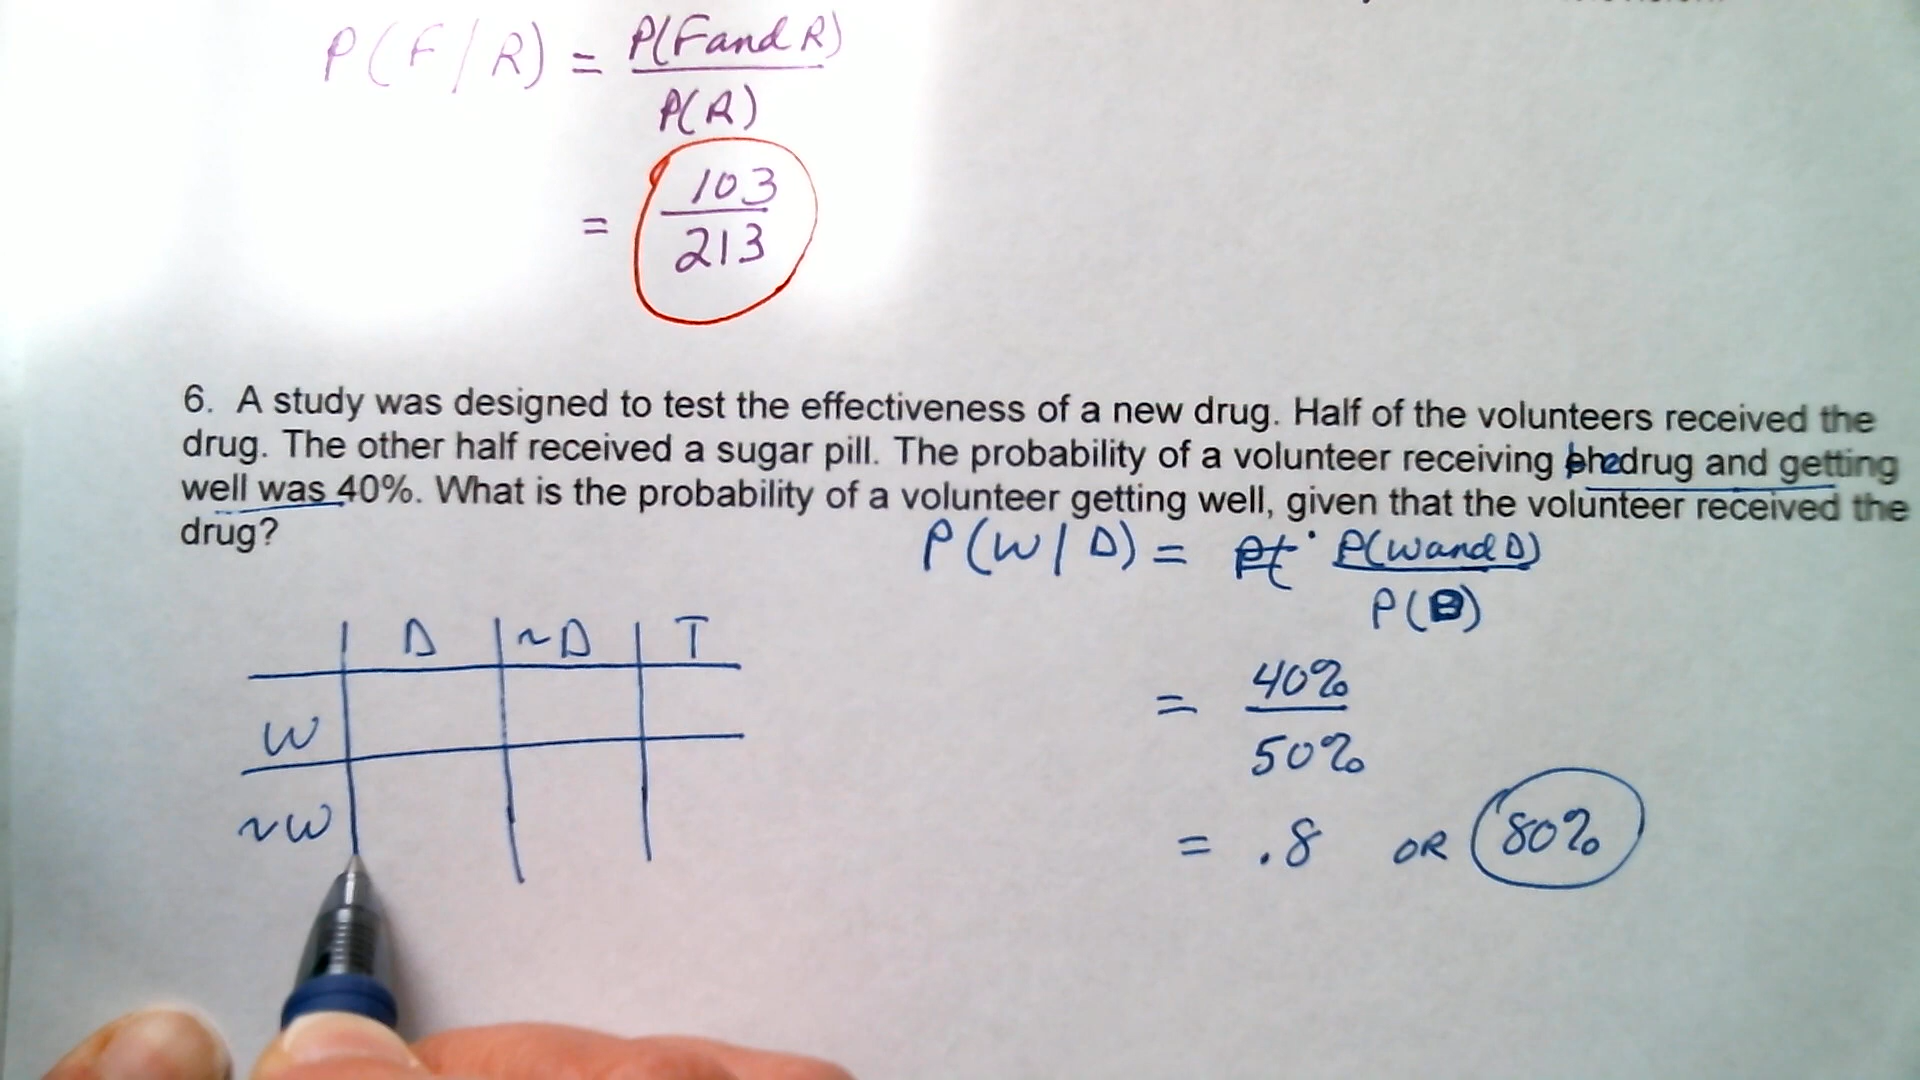 P(F/R) = P(F and R)
P(R)
= 103
213
6. A study was designed to test the effectiveness of a new drug. Half of the volunteers received the
drug. The other half received a sugar pill. The probability of a volunteer receiving the drug and getting
well was 40%. What is the probability of a volunteer getting well, given that the volunteer received the
drug?
P(W/D) = P(W and D)
P(D)
D ~D T
W
~W
= 40%
50%
= .8 OR 80%